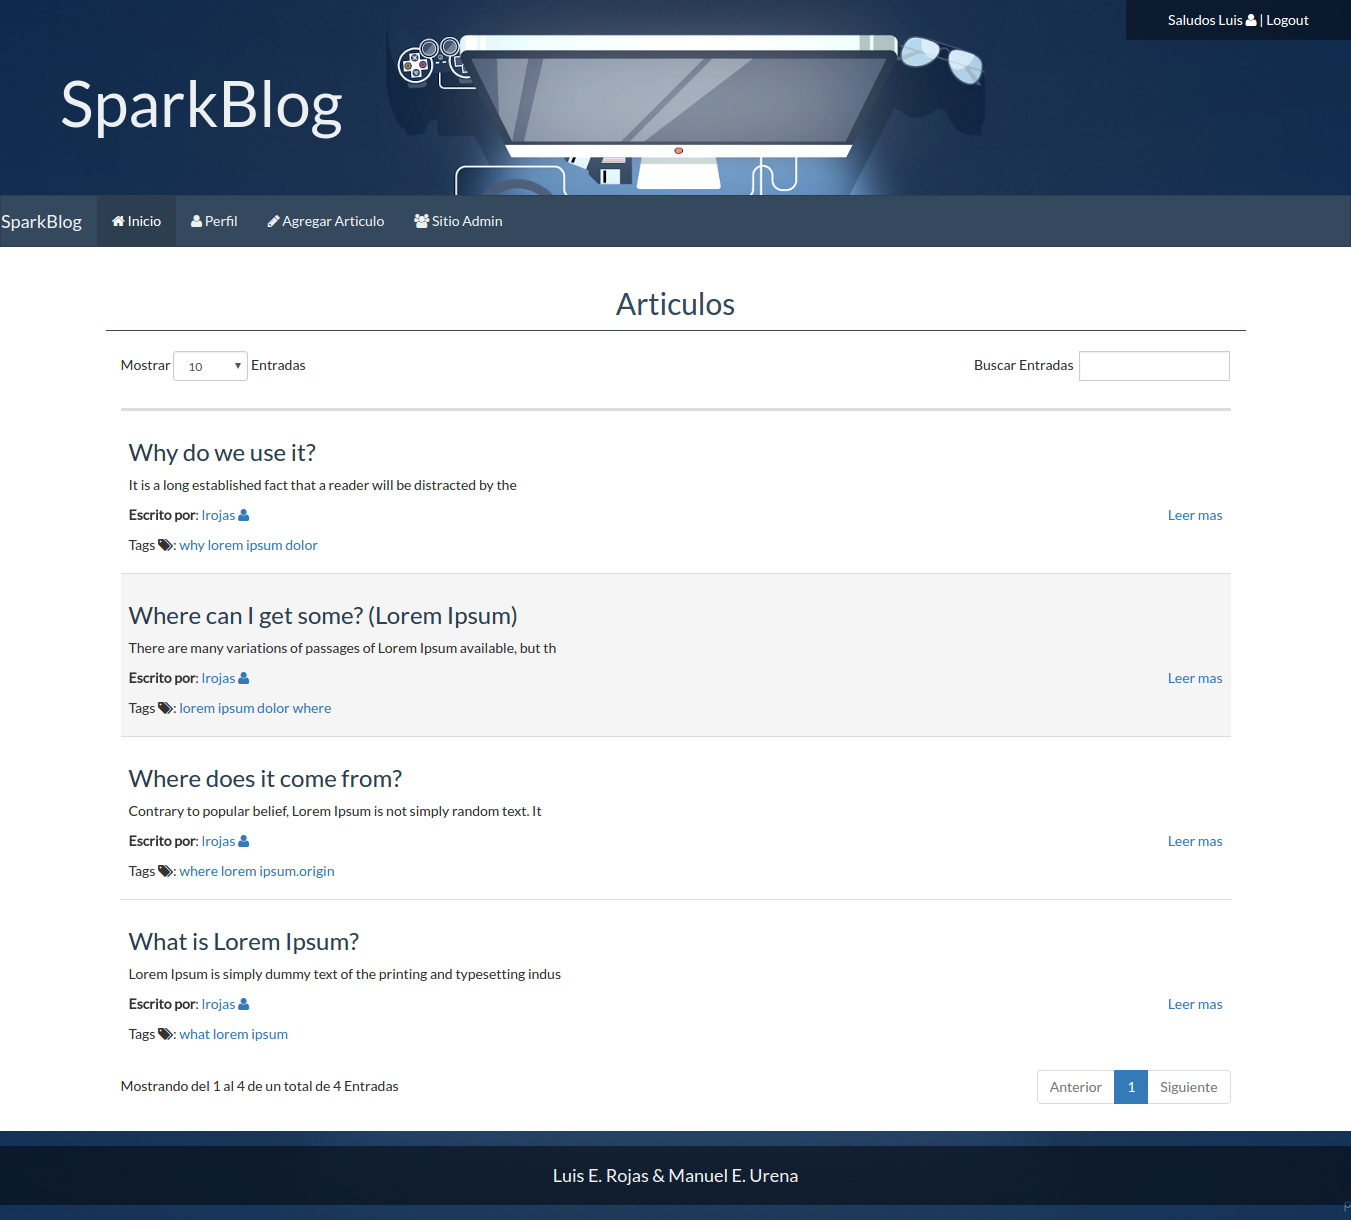 Saludos Luis | Logout
SparkBlog
SparkBlog Inicio Perfil Agregar Articulo Sitio Admin
Articulos
Mostrar 10 Entradas Buscar Entradas
Why do we use it?
It is a long established fact that a reader will be distracted by the
Escrito por: lrojas Leer mas
Tags : why lorem ipsum dolor
Where can I get some? (Lorem Ipsum)
There are many variations of passages of Lorem Ipsum available, but th
Escrito por: lrojas Leer mas
Tags : lorem ipsum dolor where
Where does it come from?
Contrary to popular belief, Lorem Ipsum is not simply random text. It
Escrito por: lrojas Leer mas
Tags : where lorem ipsum.origin
What is Lorem Ipsum?
Lorem Ipsum is simply dummy text of the printing and typesetting indus
Escrito por: lrojas Leer mas
Tags : what lorem ipsum
Mostrando del 1 al 4 de un total de 4 Entradas Anterior 1 Siguiente
Luis E. Rojas & Manuel E. Urena